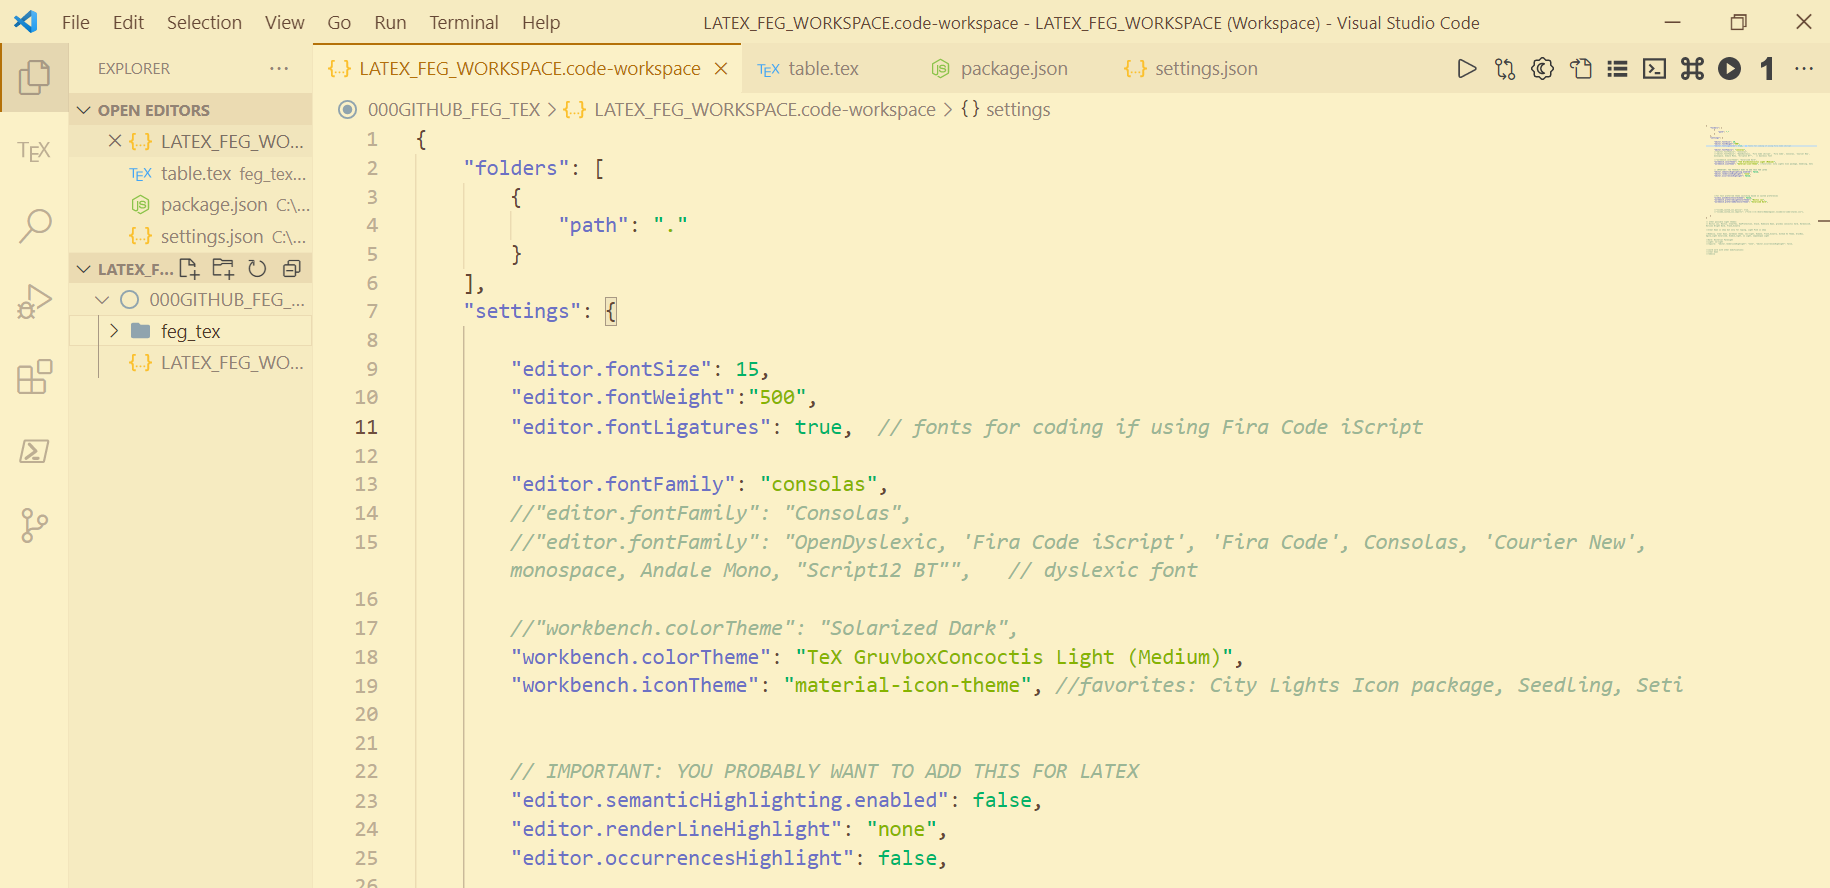 File Edit Selection View Go Run Terminal Help LATEX_FEG_WORKSPACE.code-workspace - LATEX_FEG_WORKSPACE (Workspace) - Visual Studio Code
EXPLORER ···
{..} LATEX_FEG_WORKSPACE.code-workspace
TEX table.tex
package.json
{..} settings.json
1 ···
OPEN EDITORS
{..} LATEX_FEG_WO...
TEX table.tex feg_tex...
package.json C:\...
{..} settings.json C:\...
LATEX_F...
000GITHUB_FEG_...
feg_tex
{..} LATEX_FEG_WO...
TEX
000GITHUB_FEG_TEX > {..} LATEX_FEG_WORKSPACE.code-workspace > {} settings
1 {
2 "folders": [
3 {
4 "path": "."
5 }
6 ],
7 "settings": {
8
9 "editor.fontSize": 15,
10 "editor.fontWeight":"500",
11 "editor.fontLigatures": true, // fonts for coding if using Fira Code iScript
12
13 "editor.fontFamily": "consolas",
14 //"editor.fontFamily": "Consolas",
15 //"editor.fontFamily": "OpenDyslexic, 'Fira Code iScript', 'Fira Code', Consolas, 'Courier New',
monospace, Andale Mono, "Script12 BT"", // dyslexic font
16
17 //"workbench.colorTheme": "Solarized Dark",
18 "workbench.colorTheme": "TeX GruvboxConcoctis Light (Medium)",
19 "workbench.iconTheme": "material-icon-theme", //favorites: City Lights Icon package, Seedling, Seti
20
21
22 // IMPORTANT: YOU PROBABLY WANT TO ADD THIS FOR LATEX
23 "editor.semanticHighlighting.enabled": false,
24 "editor.renderLineHighlight": "none",
25 "editor.occurrencesHighlight": false,
26